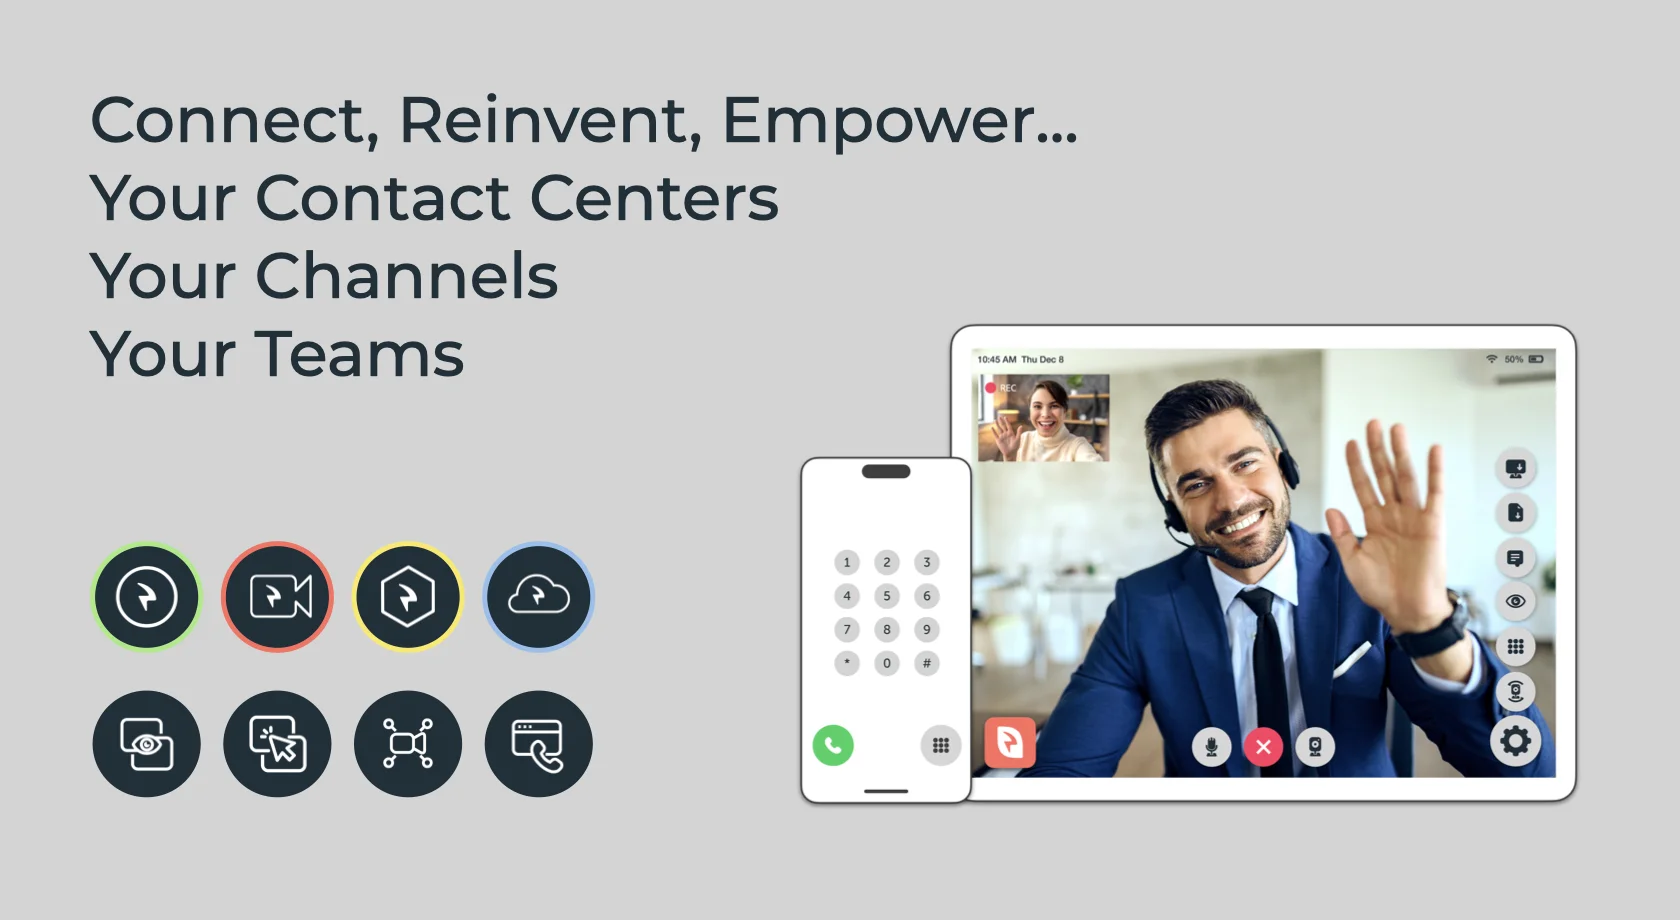 Connect, Reinvent, Empower...
Your Contact Centers
Your Channels
Your Teams
10:45 AM Thu Dec 8
50%
REC
1 2 3
4 5 6
7 8 9
* 0 #